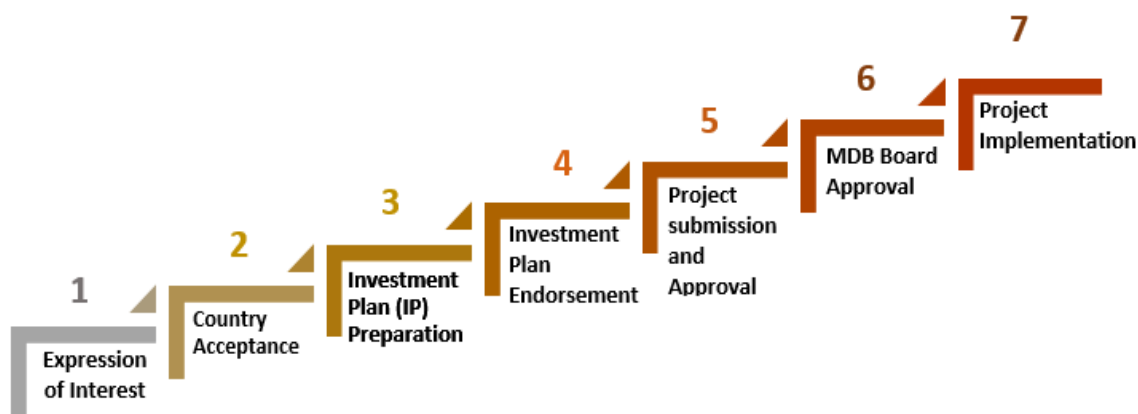 1
Expression
of Interest
2
Country
Acceptance
3
Investment
Plan (IP)
Preparation
4
Investment
Plan
Endorsement
5
Project
submission
and
Approval
6
MDB Board
Approval
7
Project
Implementation